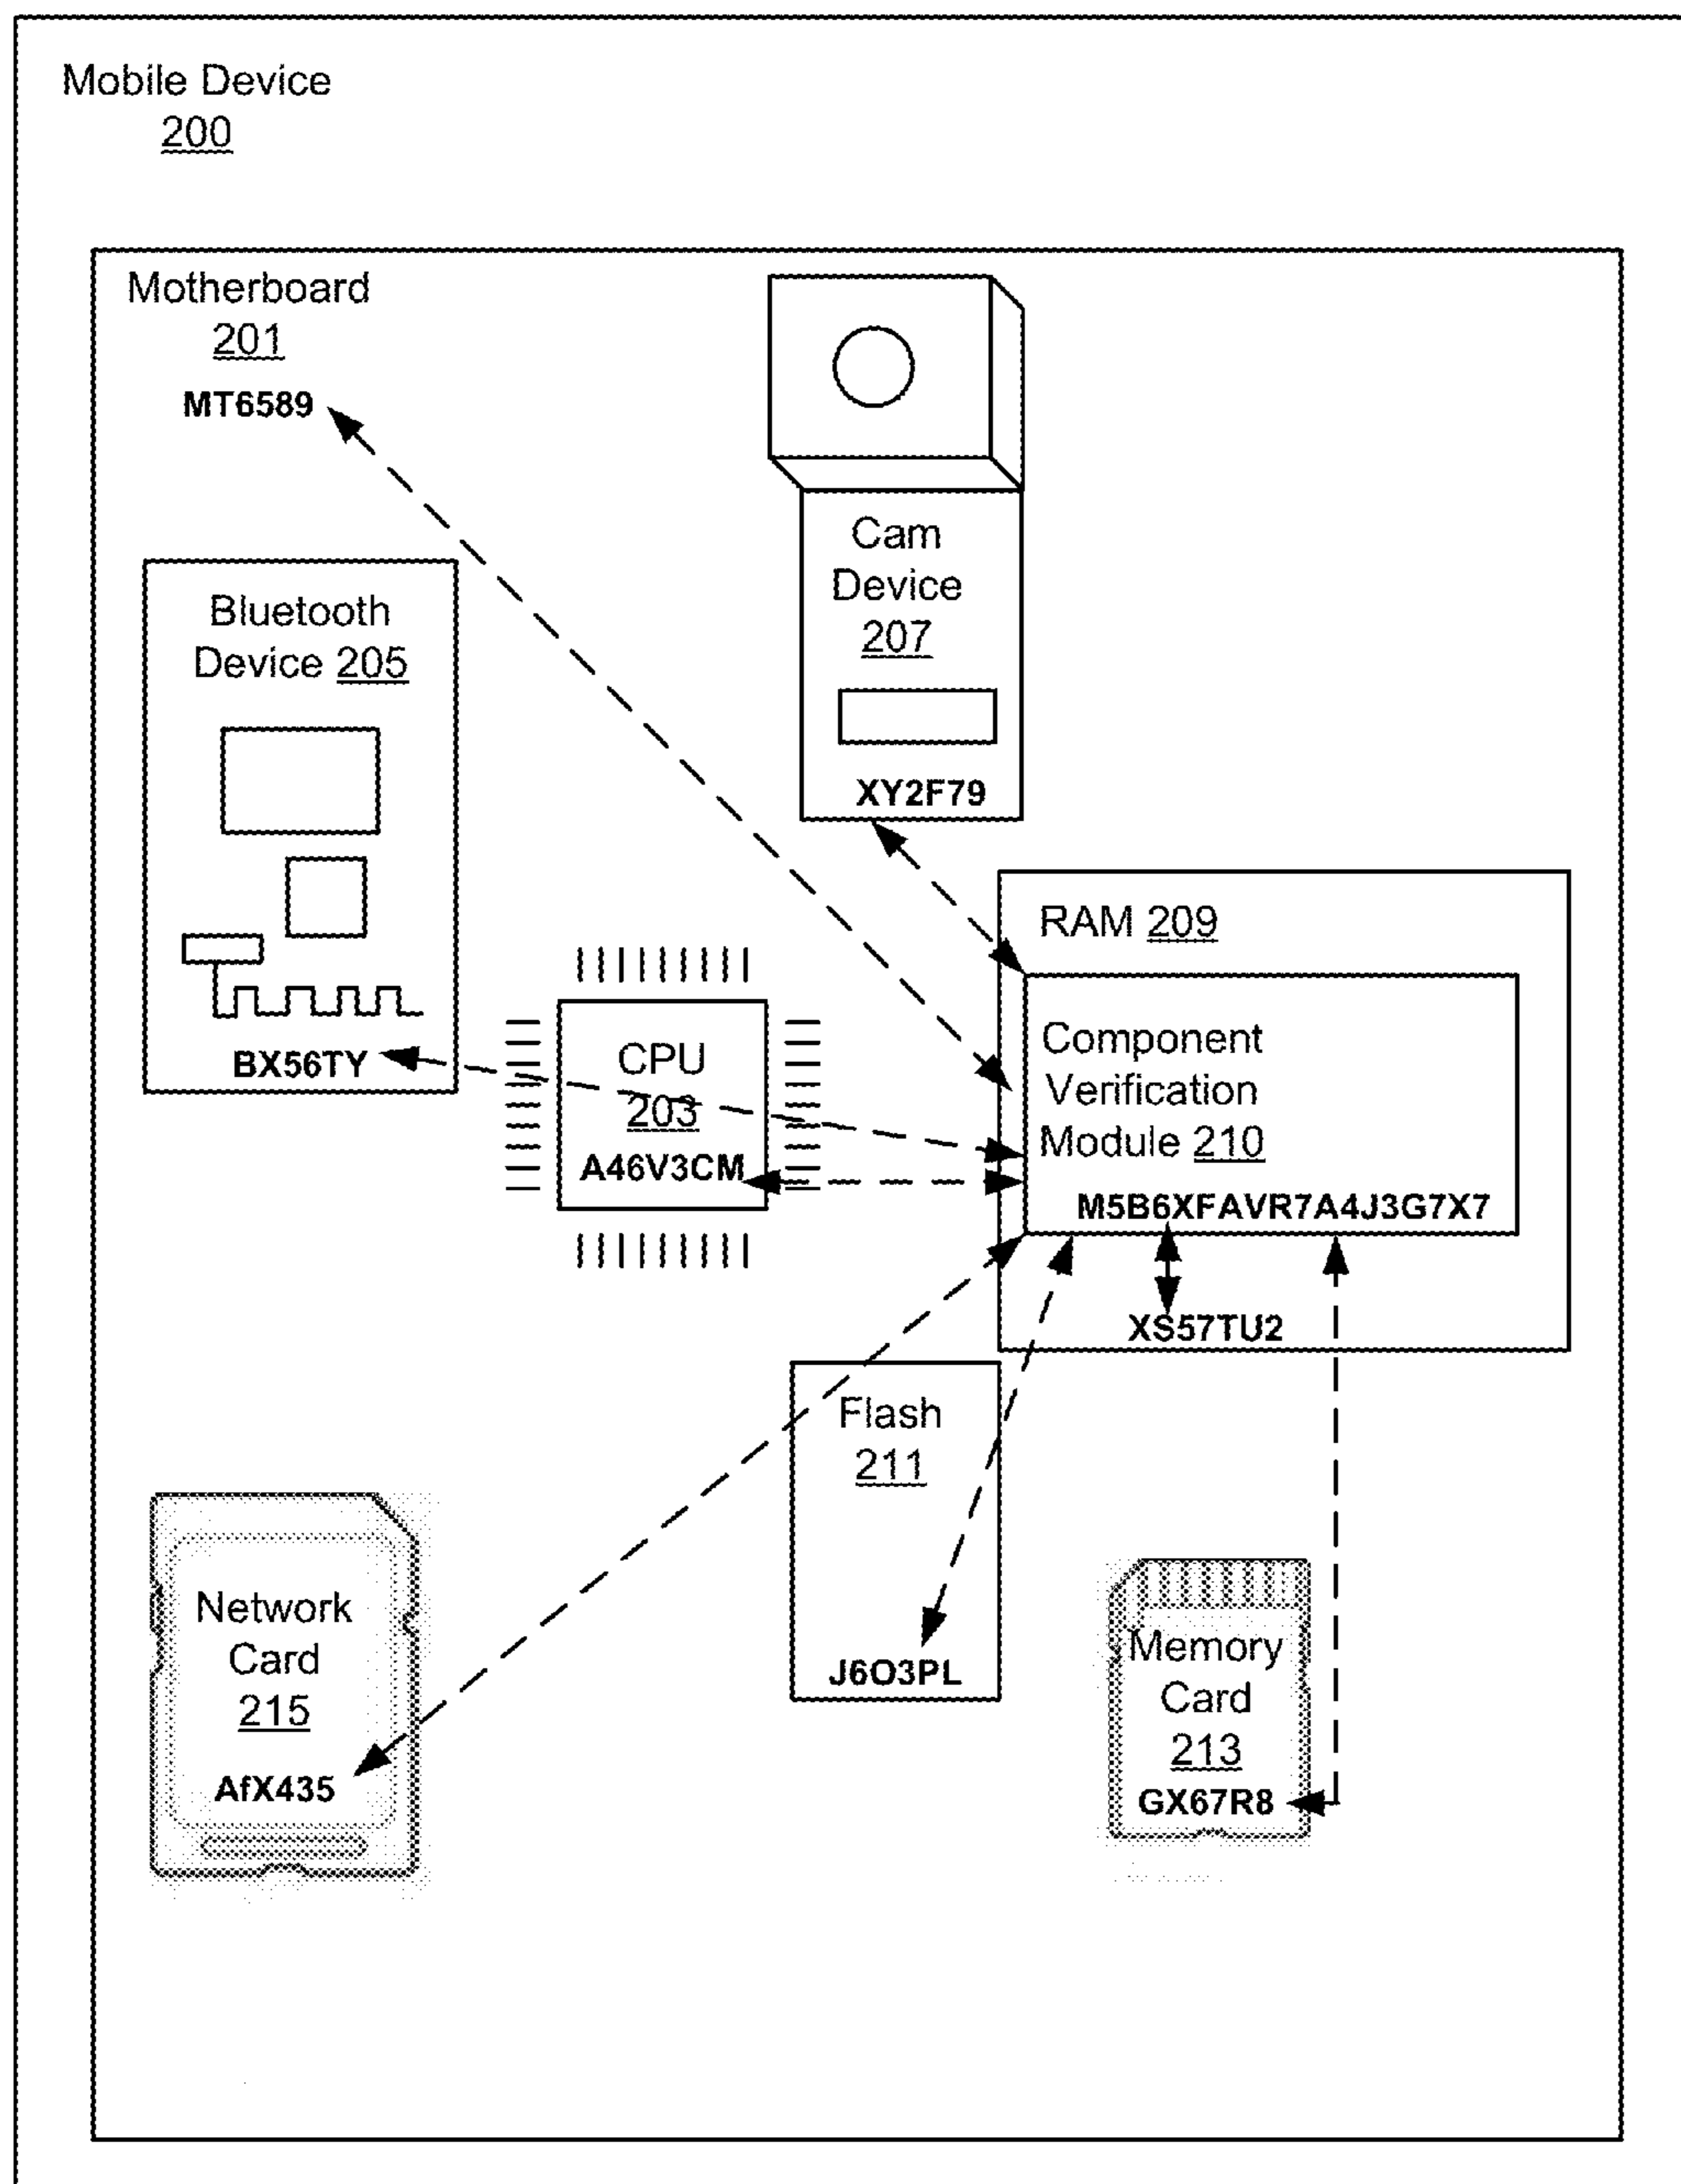 Mobile Device
200
Motherboard
201
MT6589
Cam
Device
207
XY2F79
Bluetooth
Device 205
BX56TY
CPU
203
A46V3CM
RAM 209
Component
Verification
Module 210
M5B6XFAVR7A4J3G7X7
XS57TU2
Flash
211
J6O3PL
Network
Card
215
AfX435
Memory
Card
213
GX67R8